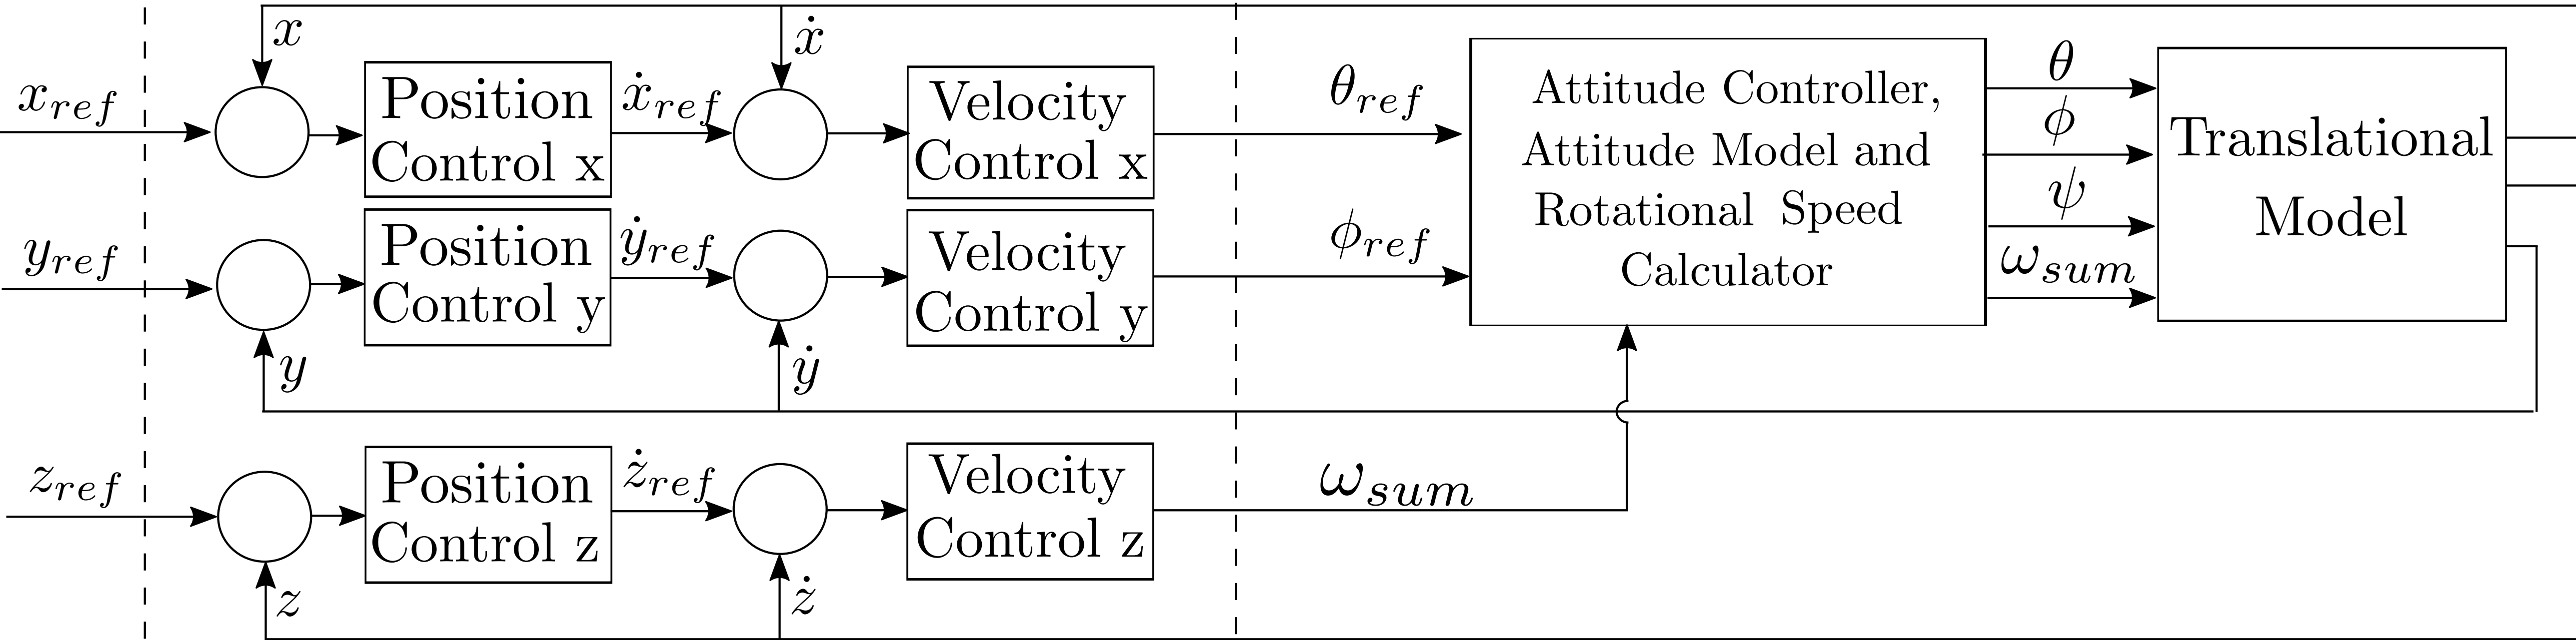 x
ẋ
x_ref
Position
Control x
ẋ_ref
Velocity
Control x
θ_ref
Attitude Controller,
Attitude Model and
Rotational Speed
Calculator
θ
ϕ
ψ
ω_sum
Translational
Model
y_ref
Position
Control y
ẏ_ref
Velocity
Control y
ϕ_ref
y
ẏ
z_ref
Position
Control z
ż_ref
Velocity
Control z
ω_sum
z
ż